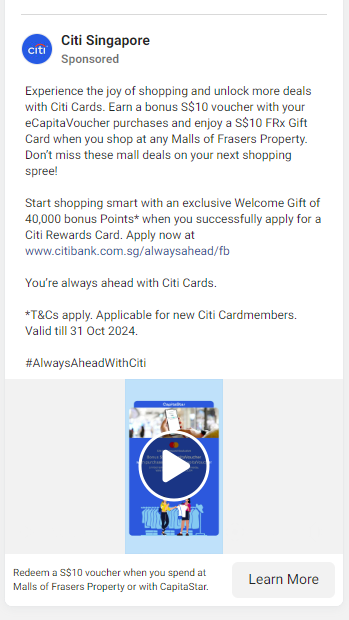 Citi Singapore
citi
Sponsored
Experience the joy of shopping and unlock more deals
with Citi Cards. Earn a bonus S$10 voucher with your
eCapitaVoucher purchases and enjoy a S$10 FRx Gift
Card when you shop at any Malls of Frasers Property.
Don’t miss these mall deals on your next shopping
spree!
Start shopping smart with an exclusive Welcome Gift of
40,000 bonus Points* when you successfully apply for a
Citi Rewards Card. Apply now at
www.citibank.com.sg/alwaysahead/fb
You’re always ahead with Citi Cards.
*T&Cs apply. Applicable for new Citi Cardmembers.
Valid till 31 Oct 2024.
#AlwaysAheadWithCiti
CapitaStar
Redeem a S$10 voucher when you spend at
Malls of Frasers Property or with CapitaStar.
Learn More